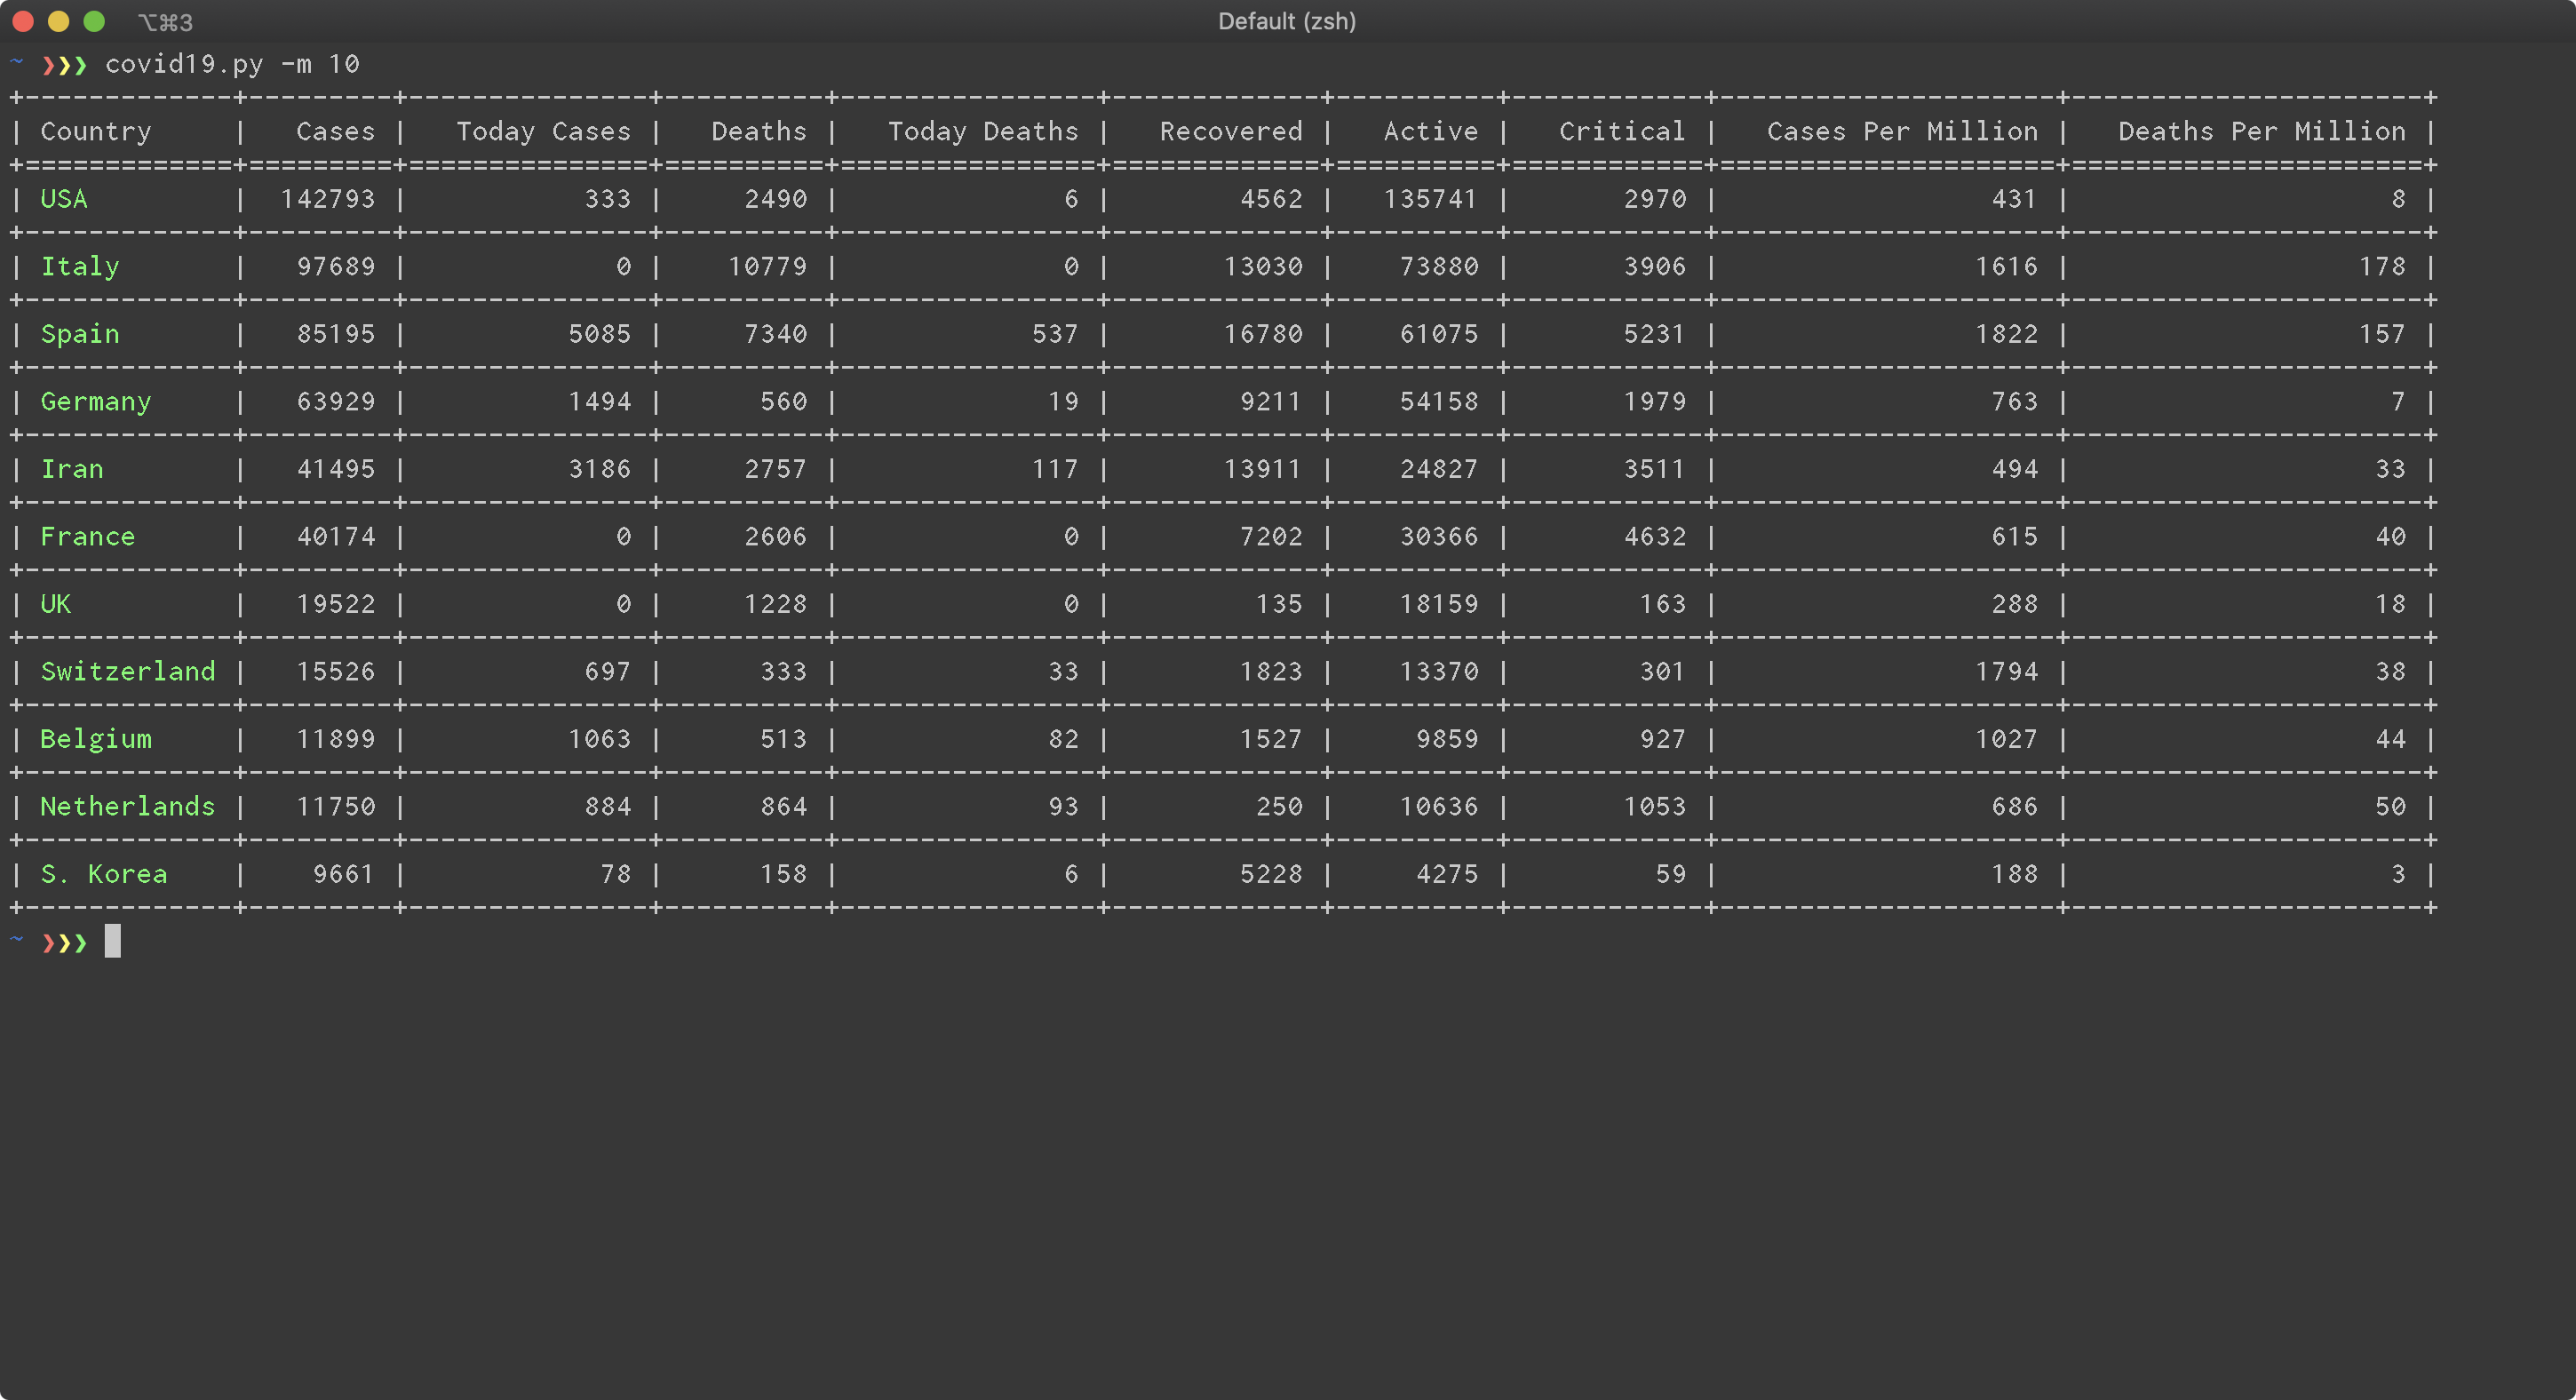 ⌥⌘3 Default (zsh)
~ ❯❯❯ covid19.py -m 10
+-------------+---------+---------------+----------+----------------+-------------+----------+------------+---------------------+----------------------+
| Country     |   Cases |   Today Cases |   Deaths |   Today Deaths |   Recovered |   Active |   Critical |   Cases Per Million |   Deaths Per Million |
+=============+=========+===============+==========+================+=============+==========+============+=====================+======================+
| USA         |  142793 |           333 |     2490 |              6 |        4562 |   135741 |       2970 |                 431 |                    8 |
+-------------+---------+---------------+----------+----------------+-------------+----------+------------+---------------------+----------------------+
| Italy       |   97689 |             0 |    10779 |              0 |       13030 |    73880 |       3906 |                1616 |                  178 |
+-------------+---------+---------------+----------+----------------+-------------+----------+------------+---------------------+----------------------+
| Spain       |   85195 |          5085 |     7340 |            537 |       16780 |    61075 |       5231 |                1822 |                  157 |
+-------------+---------+---------------+----------+----------------+-------------+----------+------------+---------------------+----------------------+
| Germany     |   63929 |          1494 |      560 |             19 |        9211 |    54158 |       1979 |                 763 |                    7 |
+-------------+---------+---------------+----------+----------------+-------------+----------+------------+---------------------+----------------------+
| Iran        |   41495 |          3186 |     2757 |            117 |       13911 |    24827 |       3511 |                 494 |                   33 |
+-------------+---------+---------------+----------+----------------+-------------+----------+------------+---------------------+----------------------+
| France      |   40174 |             0 |     2606 |              0 |        7202 |    30366 |       4632 |                 615 |                   40 |
+-------------+---------+---------------+----------+----------------+-------------+----------+------------+---------------------+----------------------+
| UK          |   19522 |             0 |     1228 |              0 |         135 |    18159 |        163 |                 288 |                   18 |
+-------------+---------+---------------+----------+----------------+-------------+----------+------------+---------------------+----------------------+
| Switzerland |   15526 |           697 |      333 |             33 |        1823 |    13370 |        301 |                1794 |                   38 |
+-------------+---------+---------------+----------+----------------+-------------+----------+------------+---------------------+----------------------+
| Belgium     |   11899 |          1063 |      513 |             82 |        1527 |     9859 |        927 |                1027 |                   44 |
+-------------+---------+---------------+----------+----------------+-------------+----------+------------+---------------------+----------------------+
| Netherlands |   11750 |           884 |      864 |             93 |         250 |    10636 |       1053 |                 686 |                   50 |
+-------------+---------+---------------+----------+----------------+-------------+----------+------------+---------------------+----------------------+
| S. Korea    |    9661 |            78 |      158 |              6 |        5228 |     4275 |         59 |                 188 |                    3 |
+-------------+---------+---------------+----------+----------------+-------------+----------+------------+---------------------+----------------------+
~ ❯❯❯